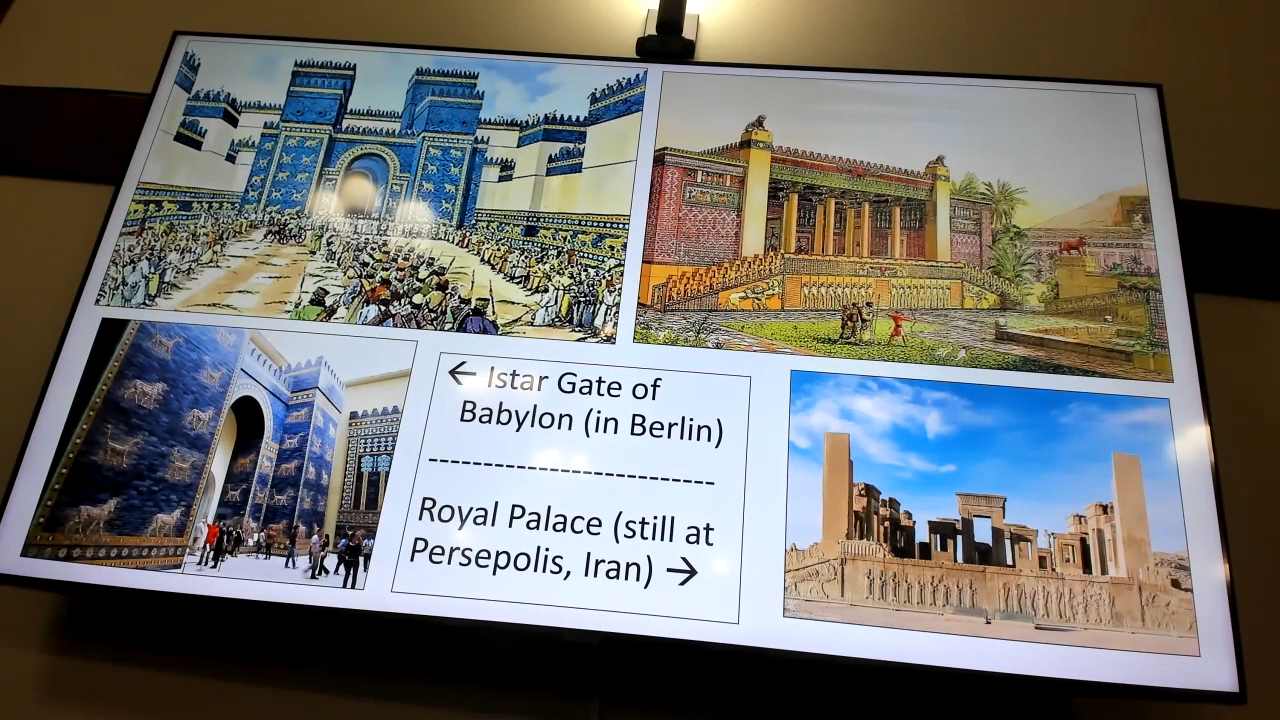 ← Istar Gate of
Babylon (in Berlin)
--------------------------
Royal Palace (still at
Persepolis, Iran) →